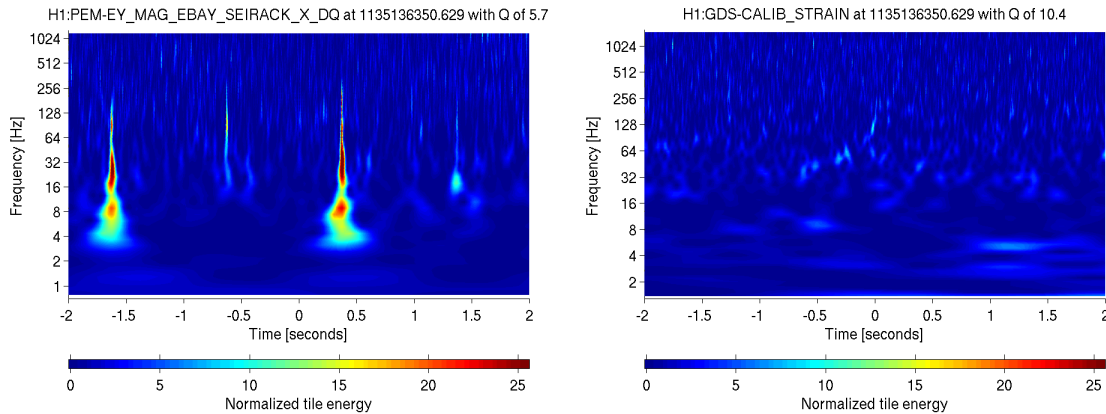 H1:PEM-EY_MAG_EBAY_SEIRACK_X_DQ at 1135136350.629 with Q of 5.7
1024
512
256
128
64
32
16
8
4
2
1
Frequency [Hz]
-2 -1.5 -1 -0.5 0 0.5 1 1.5 2
Time [seconds]
0 5 10 15 20 25
Normalized tile energy
H1:GDS-CALIB_STRAIN at 1135136350.629 with Q of 10.4
1024
512
256
128
64
32
16
8
4
2
Frequency [Hz]
-2 -1.5 -1 -0.5 0 0.5 1 1.5 2
Time [seconds]
0 5 10 15 20 25
Normalized tile energy